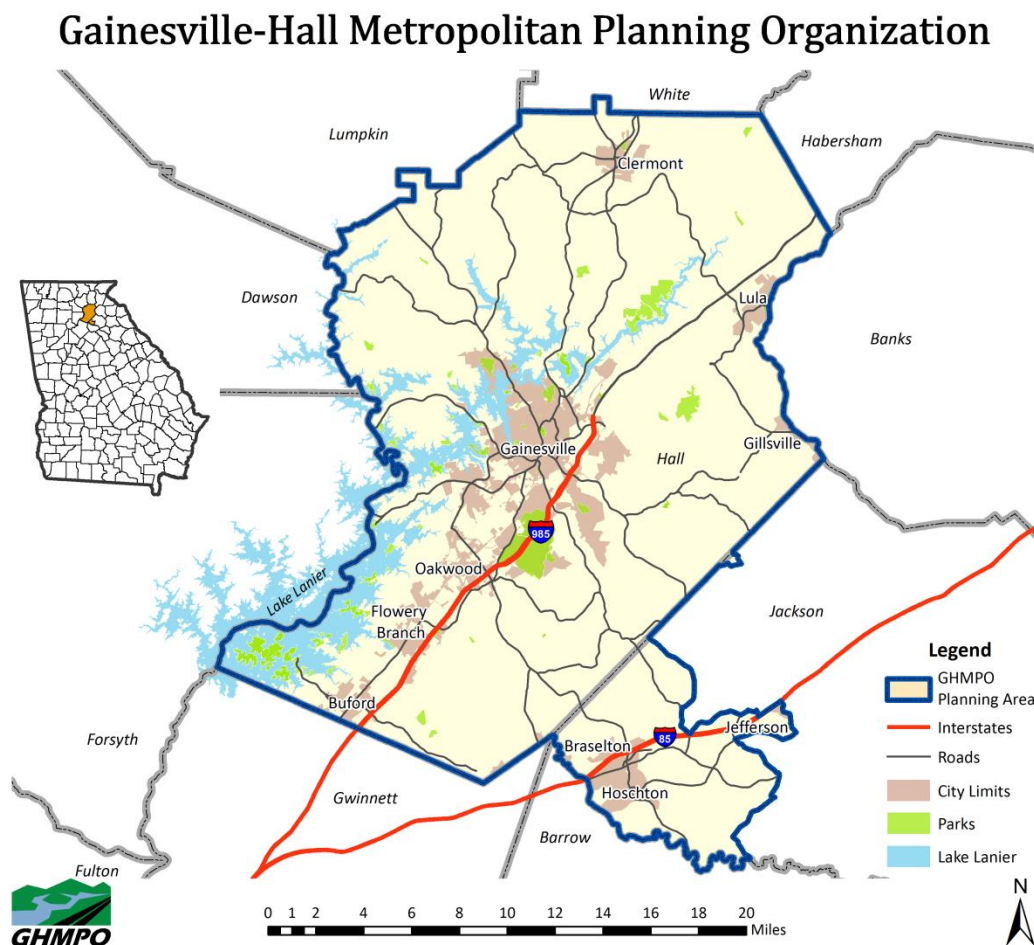 Gainesville-Hall Metropolitan Planning Organization
White
Lumpkin
Habersham
Clermont
Dawson
Lula
Banks
Gainesville
Hall
Gillsville
985
Oakwood
Lake Lanier
Flowery
Branch
Jackson
Buford
Forsyth
Jefferson
85
Braselton
Hoschton
Gwinnett
Barrow
Fulton
Legend
GHMPO
Planning Area
Interstates
Roads
City Limits
Parks
Lake Lanier
GHMPO
0 1 2 4 6 8 10 12 14 16 18 20
Miles
N